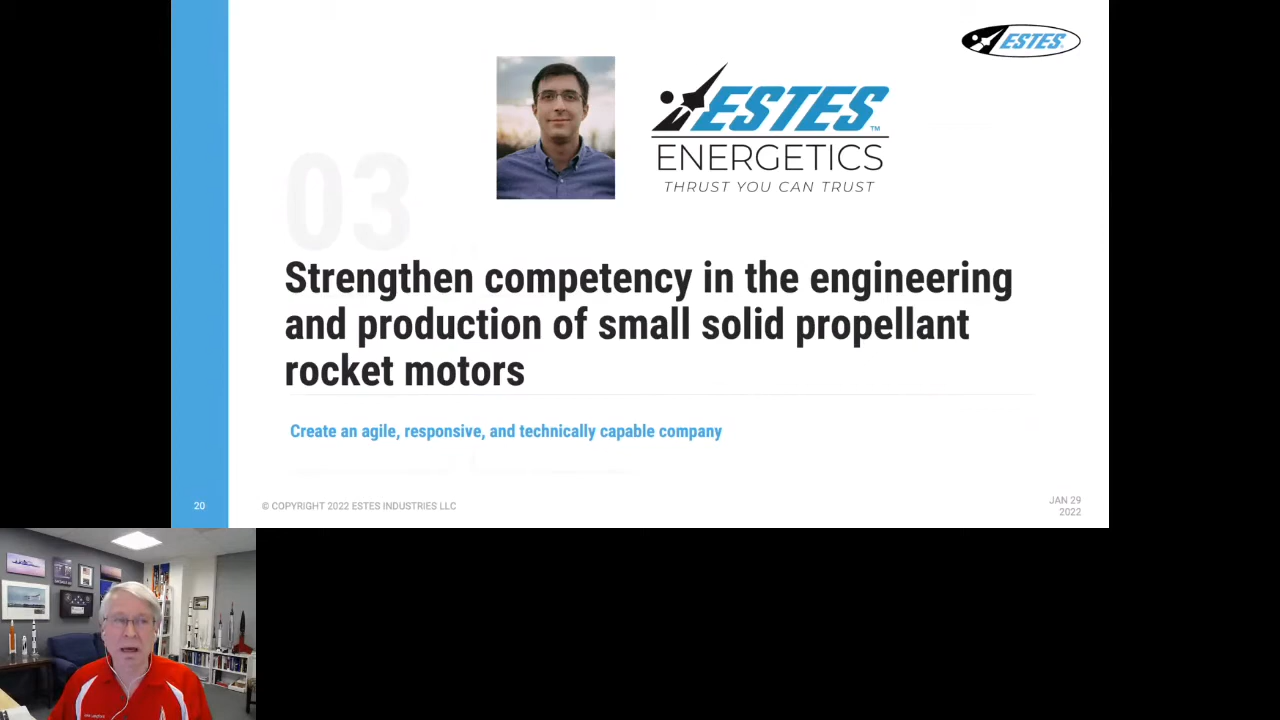 ESTES
ESTES™
ENERGETICS
THRUST YOU CAN TRUST
03
Strengthen competency in the engineering
and production of small solid propellant
rocket motors
Create an agile, responsive, and technically capable company
20
© COPYRIGHT 2022 ESTES INDUSTRIES LLC
JAN 29
2022